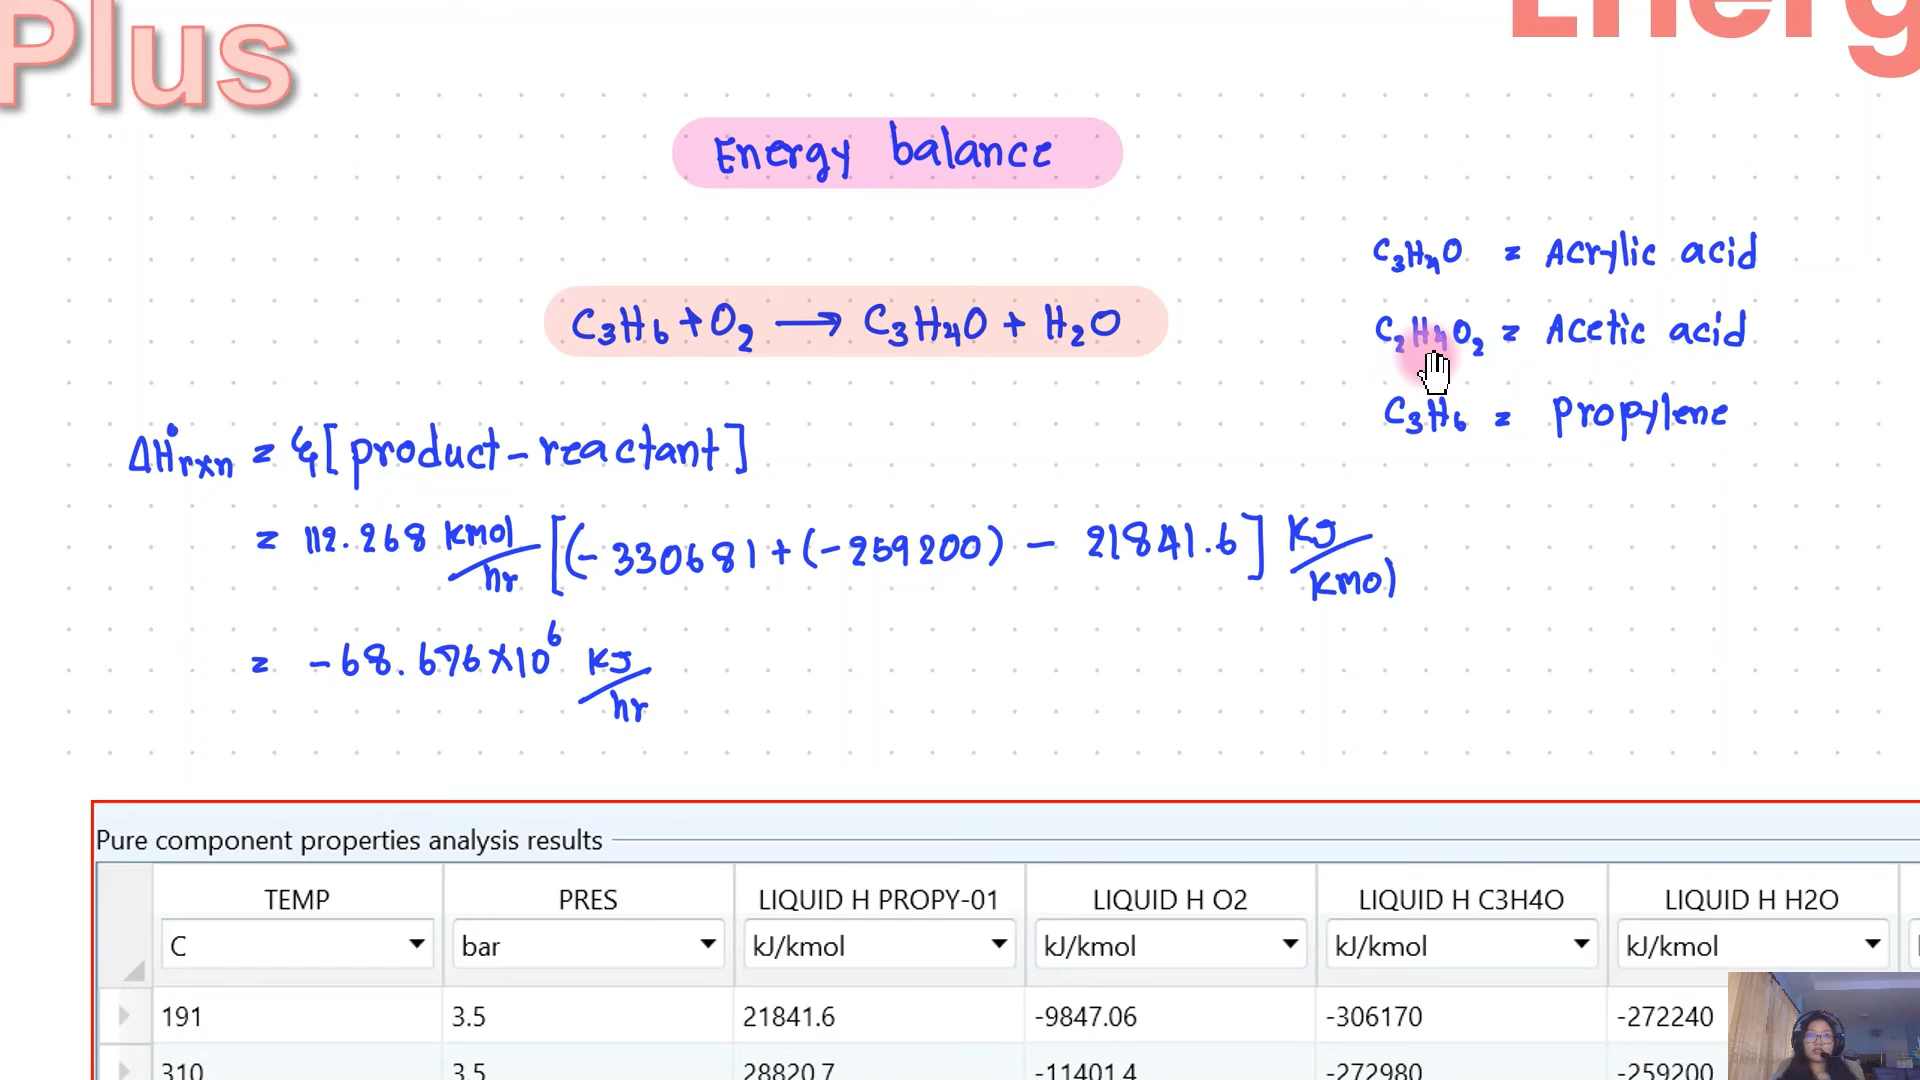 Plus
Energ
Energy balance
C3H6 + O2 → C3H4O + H2O
C3H4O = Acrylic acid
C2H4O2 = Acetic acid
C3H6 = Propylene
ΔH°rxn = ξ[product-reactant]
= 112.268 kmol/hr [(-330681+(-259200) - 21841.6] KJ/kmol
= -68.676×10^6 KJ/hr
Pure component properties analysis results
TEMP PRES LIQUID H PROPY-01 LIQUID H O2 LIQUID H C3H4O LIQUID H H2O
C bar kJ/kmol kJ/kmol kJ/kmol kJ/kmol
191 3.5 21841.6 -9847.06 -306170 -272240
310 3.5 28820.7 -11401.4 -272980 -259200